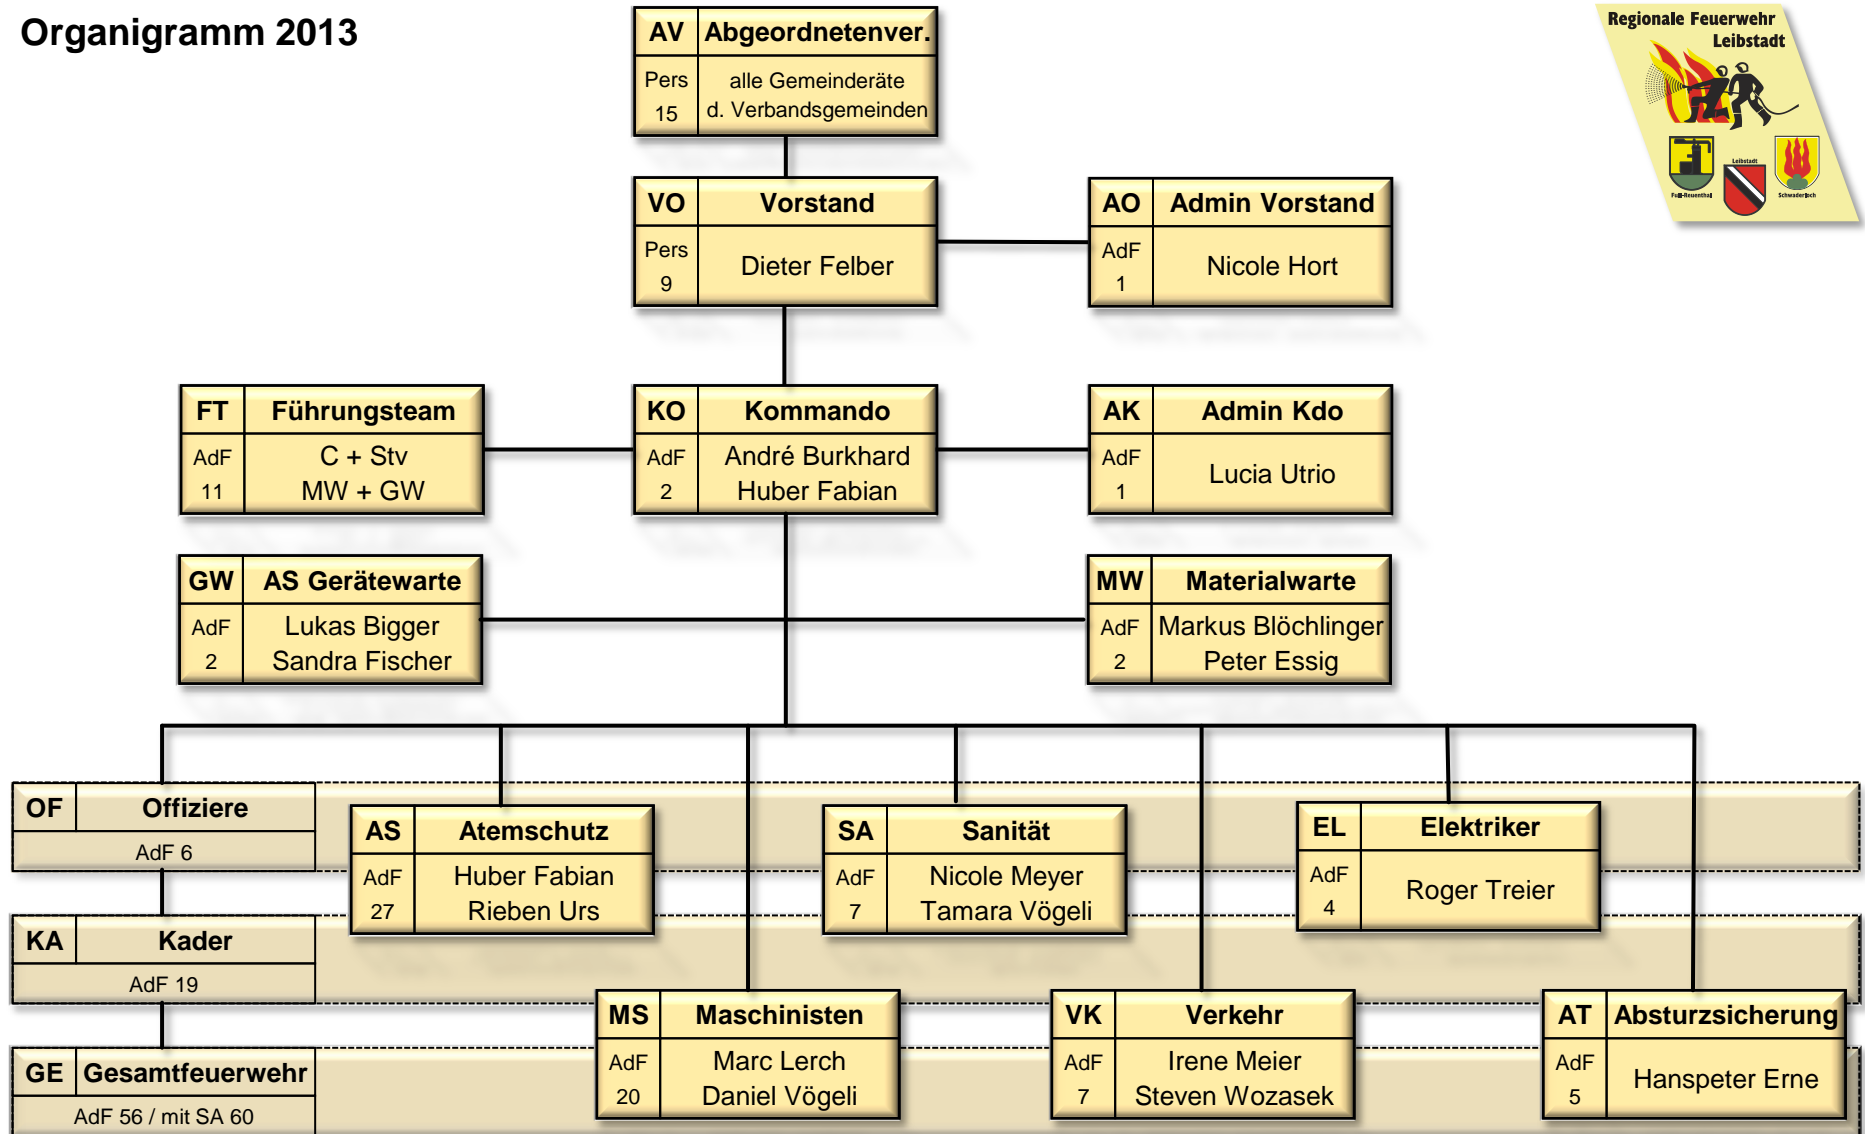 Organigramm 2013
Regionale Feuerwehr
Leibstadt
Full-Reuenthal
Leibstadt
Schwaderloch
AV Abgeordnetenver.
Pers
15
alle Gemeinderäte
d. Verbandsgemeinden
VO Vorstand
Pers
9
Dieter Felber
AO Admin Vorstand
AdF
1
Nicole Hort
FT Führungsteam
AdF
11
C + Stv
MW + GW
KO Kommando
AdF
2
André Burkhard
Huber Fabian
AK Admin Kdo
AdF
1
Lucia Utrio
GW AS Gerätewarte
AdF
2
Lukas Bigger
Sandra Fischer
MW Materialwarte
AdF
2
Markus Blöchlinger
Peter Essig
OF Offiziere
AdF 6
AS Atemschutz
AdF
27
Huber Fabian
Rieben Urs
SA Sanität
AdF
7
Nicole Meyer
Tamara Vögeli
EL Elektriker
AdF
4
Roger Treier
KA Kader
AdF 19
MS Maschinisten
AdF
20
Marc Lerch
Daniel Vögeli
VK Verkehr
AdF
7
Irene Meier
Steven Wozasek
AT Absturzsicherung
AdF
5
Hanspeter Erne
GE Gesamtfeuerwehr
AdF 56 / mit SA 60